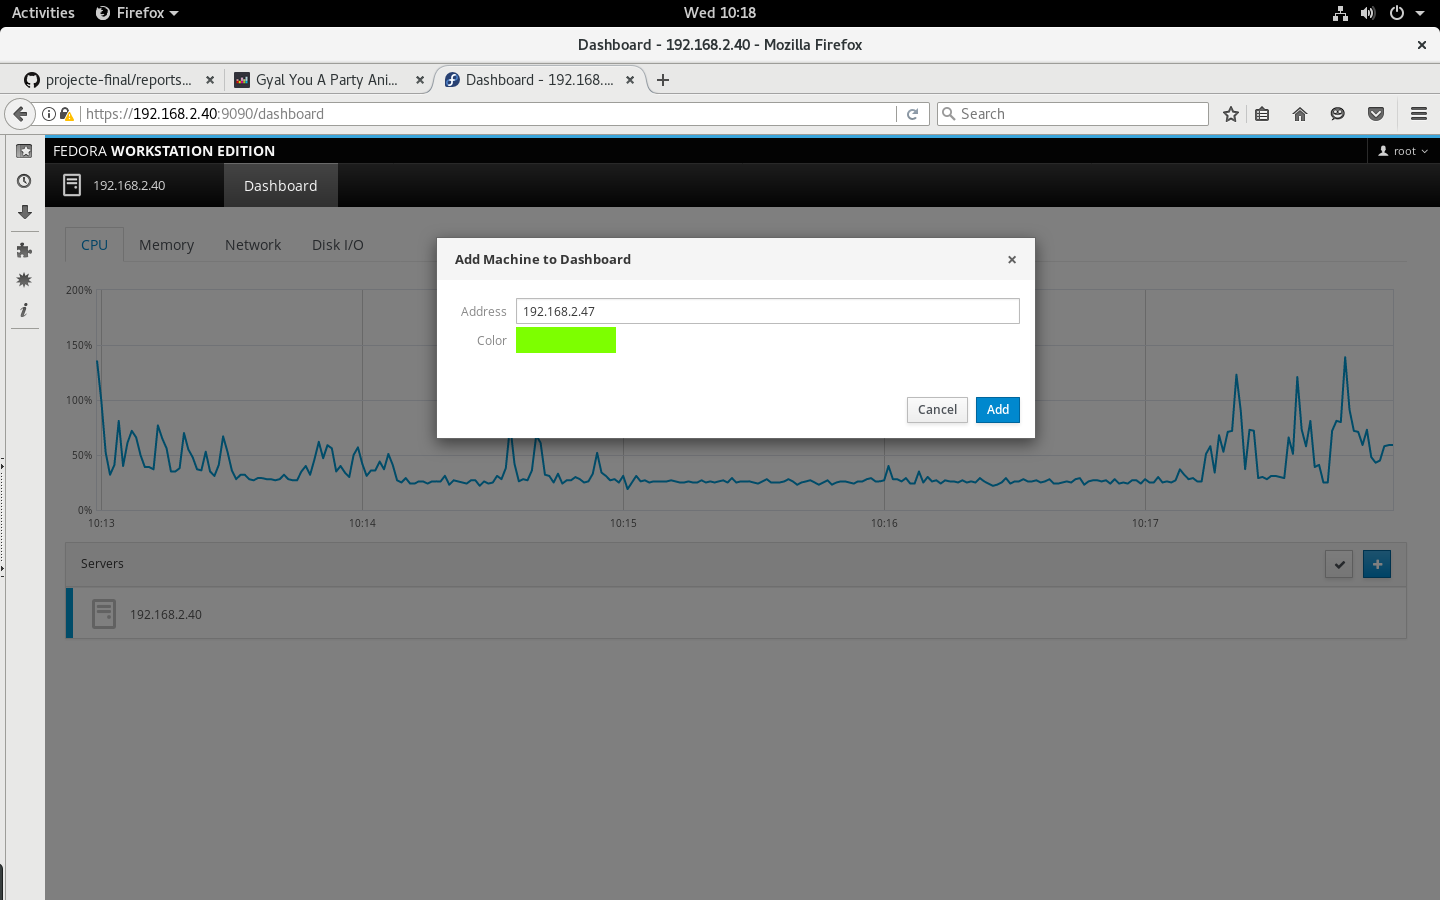 Activities Firefox Wed 10:18
Dashboard - 192.168.2.40 - Mozilla Firefox
projecte-final/reports... Gyal You A Party Ani... Dashboard - 192.168....
https://192.168.2.40:9090/dashboard Search
FEDORA WORKSTATION EDITION root
192.168.2.40 Dashboard
CPU Memory Network Disk I/O
Add Machine to Dashboard
Address 192.168.2.47
Color
Cancel Add
200%
150%
100%
50%
0%
10:13 10:14 10:15 10:16 10:17
Servers
192.168.2.40